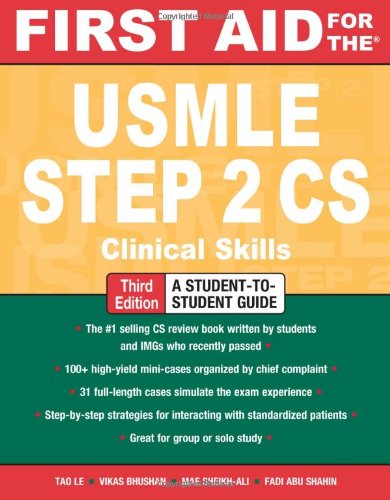 Copyrighted Material
FIRST AID FOR THE®
USMLE
STEP 2 CS
Clinical Skills
Third Edition
A STUDENT-TO-
STUDENT GUIDE
• The #1 selling CS review book written by students
and IMGs who recently passed •
• 100+ high-yield mini-cases organized by chief complaint •
• 31 full-length cases simulate the exam experience •
• Step-by-step strategies for interacting with standardized patients •
• Great for group or solo study •
TAO LE • VIKAS BHUSHAN • MAE SHEIKH-ALI • FADI ABU SHAHIN